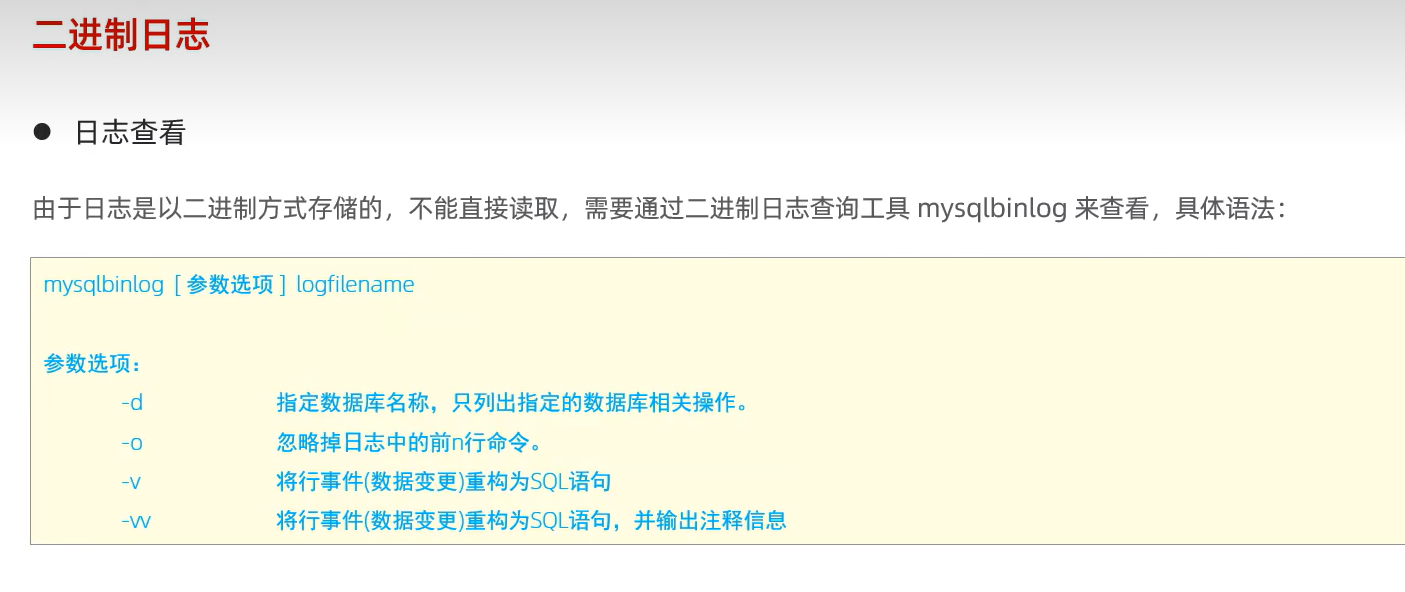 二进制日志
● 日志查看
由于日志是以二进制方式存储的，不能直接读取，需要通过二进制日志查询工具 mysqlbinlog 来查看，具体语法：
mysqlbinlog [ 参数选项 ] logfilename
参数选项：
-d 指定数据库名称，只列出指定的数据库相关操作。
-o 忽略掉日志中的前n行命令。
-v 将行事件(数据变更)重构为SQL语句
-vv 将行事件(数据变更)重构为SQL语句，并输出注释信息